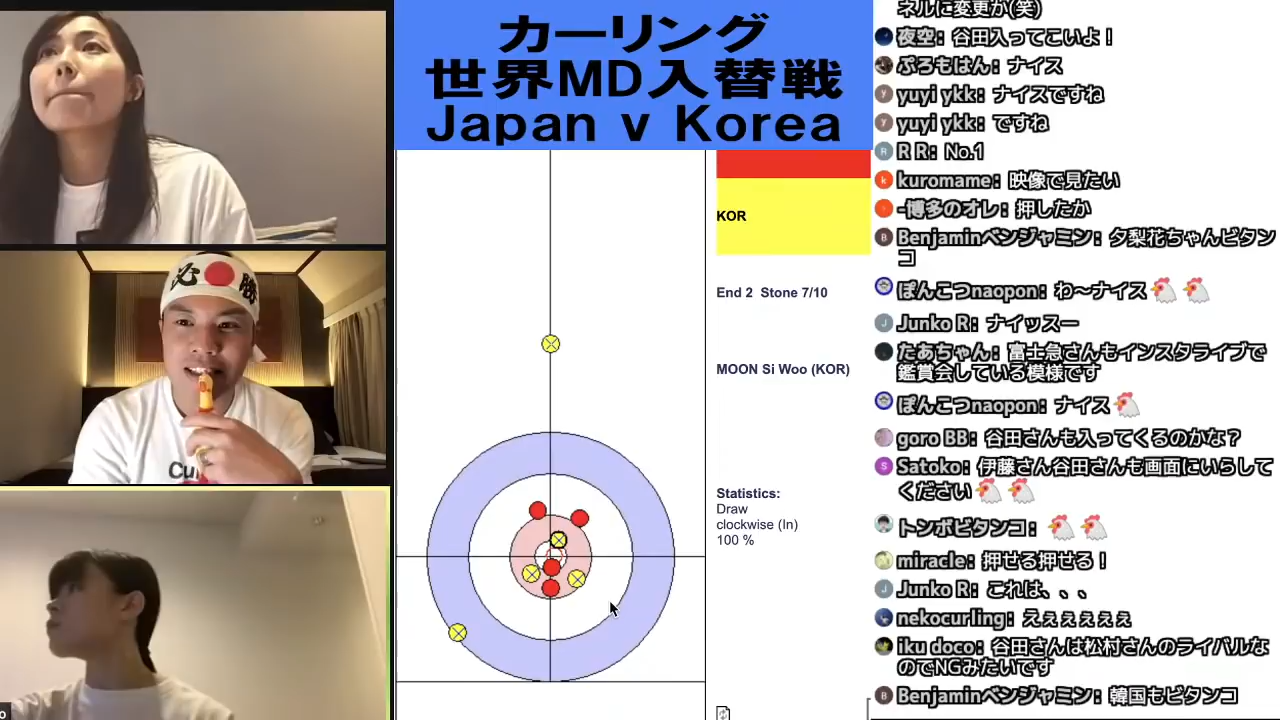 カーリング
世界MD入替戦
Japan v Korea
必 勝
Cu
KOR
End 2  Stone 7/10
MOON Si Woo (KOR)
Statistics:
Draw
clockwise (In)
100 %
ネルに変更か(笑)
夜空: 谷田入ってこいよ！
ぷろもはん: ナイス
yuyi ykk: ナイスですね
yuyi ykk: ですね
R R: No.1
kuromame: 映像で見たい
-博多のオレ: 押したか
Benjaminベンジャミン: 夕梨花ちゃんピタン
コ
ぽんこつnaopon: わ〜ナイス🐔 🐔
Junko R: ナイッスー
たあちゃん: 富士急さんもインスタライブで
鑑賞会している模様です
ぽんこつnaopon: ナイス🐔
goro BB: 谷田さんも入ってくるのかな？
Satoko: 伊藤さん谷田さんも画面にいらして
ください🐔 🐔
トンボピタンコ: 🐔 🐔
miracle: 押せる押せる！
Junko R: これは、、、
nekocurling: えぇぇぇぇぇ
iku doco: 谷田さんは松村さんのライバルな
のでNGみたいです
Benjaminベンジャミン: 韓国もピタンコ